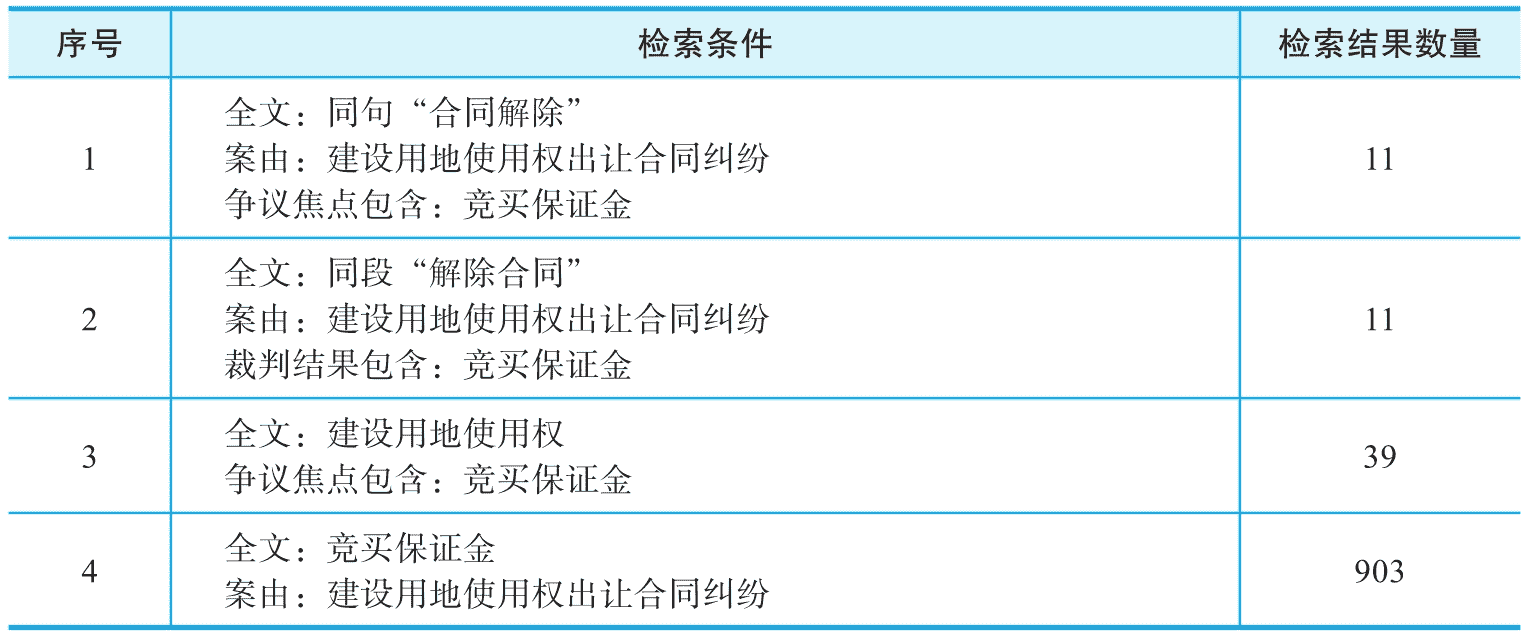 序号 检索条件 检索结果数量
全文：同句“合同解除”
1 案由：建设用地使用权出让合同纠纷 11
争议焦点包含：竞买保证金
全文：同段“解除合同”
2 案由：建设用地使用权出让合同纠纷 11
裁判结果包含：竞买保证金
全文：建设用地使用权
3 39
争议焦点包含：竞买保证金
全文：竞买保证金
4 903
案由：建设用地使用权出让合同纠纷